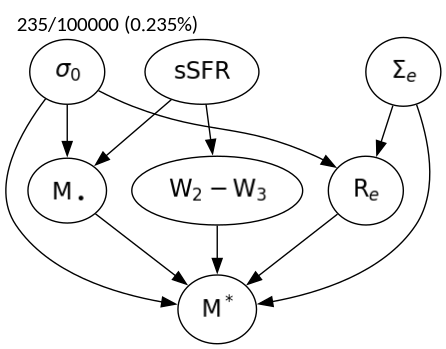 235/100000 (0.235%)
σ₀ sSFR Σₑ
M• W₂ − W₃ Rₑ
M*